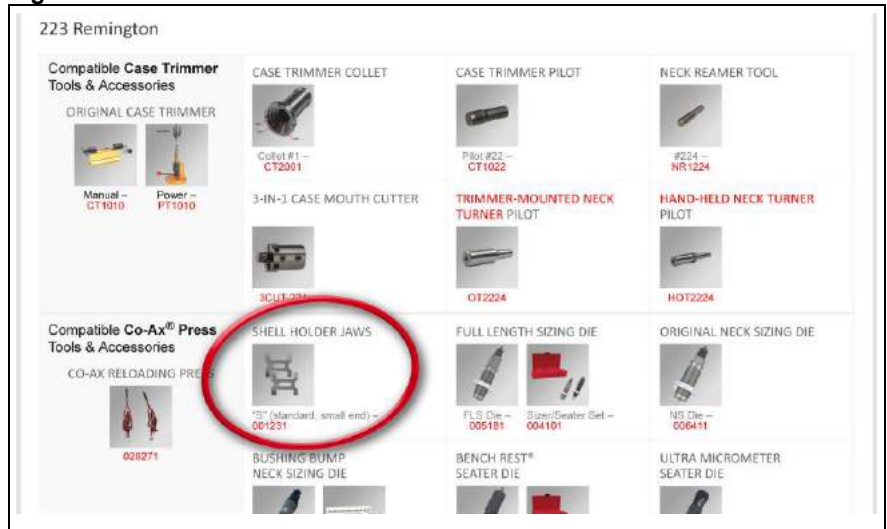 223 Remington
Compatible Case Trimmer
Tools & Accessories
ORIGINAL CASE TRIMMER
Manual –
CT1010
Power –
PT1010
CASE TRIMMER COLLET
Collet #1 –
CT2001
CASE TRIMMER PILOT
Pilot #22 –
CT1022
NECK REAMER TOOL
#224 –
NR1224
3-IN-1 CASE MOUTH CUTTER
3CUT-224
TRIMMER-MOUNTED NECK
TURNER PILOT
OT2224
HAND-HELD NECK TURNER
PILOT
HOT2224
Compatible Co-Ax® Press
Tools & Accessories
CO-AX RELOADING PRESS
028271
SHELL HOLDER JAWS
"S" (standard, small end) –
001231
FULL LENGTH SIZING DIE
FLS Die –
005181
Sizer/Seater Set –
004101
ORIGINAL NECK SIZING DIE
NS Die –
006411
BUSHING BUMP
NECK SIZING DIE
BENCH REST®
SEATER DIE
ULTRA MICROMETER
SEATER DIE